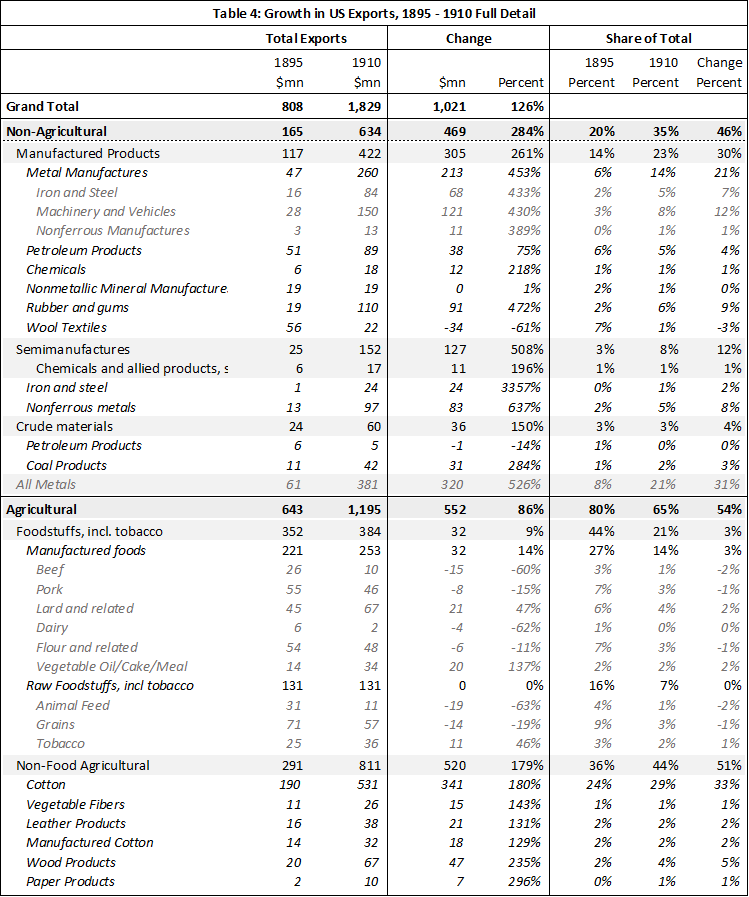 Table 4: Growth in US Exports, 1895 - 1910 Full Detail
Total Exports Change Share of Total
1895 1910 1895 1910 Change
$mn $mn $mn Percent Percent Percent Percent
Grand Total 808 1,829 1,021 126%
Non-Agricultural 165 634 469 284% 20% 35% 46%
Manufactured Products 117 422 305 261% 14% 23% 30%
Metal Manufactures 47 260 213 453% 6% 14% 21%
Iron and Steel 16 84 68 433% 2% 5% 7%
Machinery and Vehicles 28 150 121 430% 3% 8% 12%
Nonferrous Manufactures 3 13 11 389% 0% 1% 1%
Petroleum Products 51 89 38 75% 6% 5% 4%
Chemicals 6 18 12 218% 1% 1% 1%
Nonmetallic Mineral Manufacture 19 19 0 1% 2% 1% 0%
Rubber and gums 19 110 91 472% 2% 6% 9%
Wool Textiles 56 22 -34 -61% 7% 1% -3%
Semimanufactures 25 152 127 508% 3% 8% 12%
Chemicals and allied products, s 6 17 11 196% 1% 1% 1%
Iron and steel 1 24 24 3357% 0% 1% 2%
Nonferrous metals 13 97 83 637% 2% 5% 8%
Crude materials 24 60 36 150% 3% 3% 4%
Petroleum Products 6 5 -1 -14% 1% 0% 0%
Coal Products 11 42 31 284% 1% 2% 3%
All Metals 61 381 320 526% 8% 21% 31%
Agricultural 643 1,195 552 86% 80% 65% 54%
Foodstuffs, incl. tobacco 352 384 32 9% 44% 21% 3%
Manufactured foods 221 253 32 14% 27% 14% 3%
Beef 26 10 -15 -60% 3% 1% -2%
Pork 55 46 -8 -15% 7% 3% -1%
Lard and related 45 67 21 47% 6% 4% 2%
Dairy 6 2 -4 -62% 1% 0% 0%
Flour and related 54 48 -6 -11% 7% 3% -1%
Vegetable Oil/Cake/Meal 14 34 20 137% 2% 2% 2%
Raw Foodstuffs, incl tobacco 131 131 0 0% 16% 7% 0%
Animal Feed 31 11 -19 -63% 4% 1% -2%
Grains 71 57 -14 -19% 9% 3% -1%
Tobacco 25 36 11 46% 3% 2% 1%
Non-Food Agricultural 291 811 520 179% 36% 44% 51%
Cotton 190 531 341 180% 24% 29% 33%
Vegetable Fibers 11 26 15 143% 1% 1% 1%
Leather Products 16 38 21 131% 2% 2% 2%
Manufactured Cotton 14 32 18 129% 2% 2% 2%
Wood Products 20 67 47 235% 2% 4% 5%
Paper Products 2 10 7 296% 0% 1% 1%